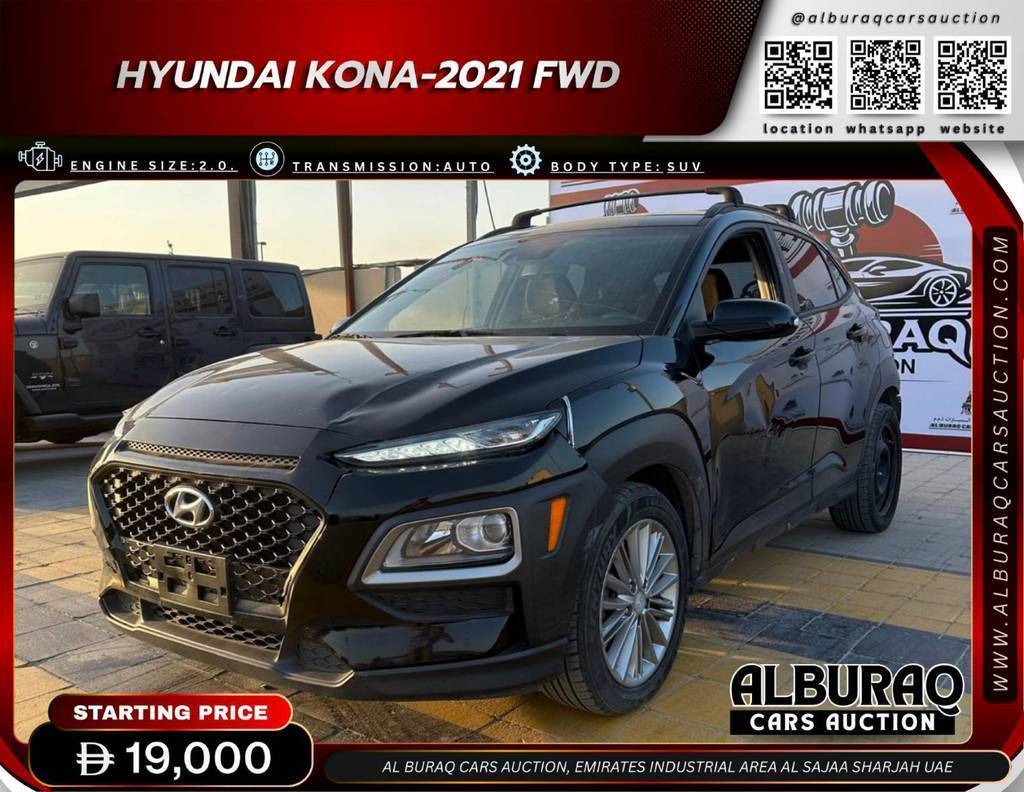 @alburaqcarsauction
HYUNDAI KONA-2021 FWD
location whatsapp website
ENGINE SIZE:2.0.
TRANSMISSION:AUTO
BODY TYPE: SUV
AQ
ON
WWW.ALBURAQCARSAUCTION.COM
ALBURAQ
CARS AUCTION
STARTING PRICE
19,000
AL BURAQ CARS AUCTION, EMIRATES INDUSTRIAL AREA AL SAJAA SHARJAH UAE